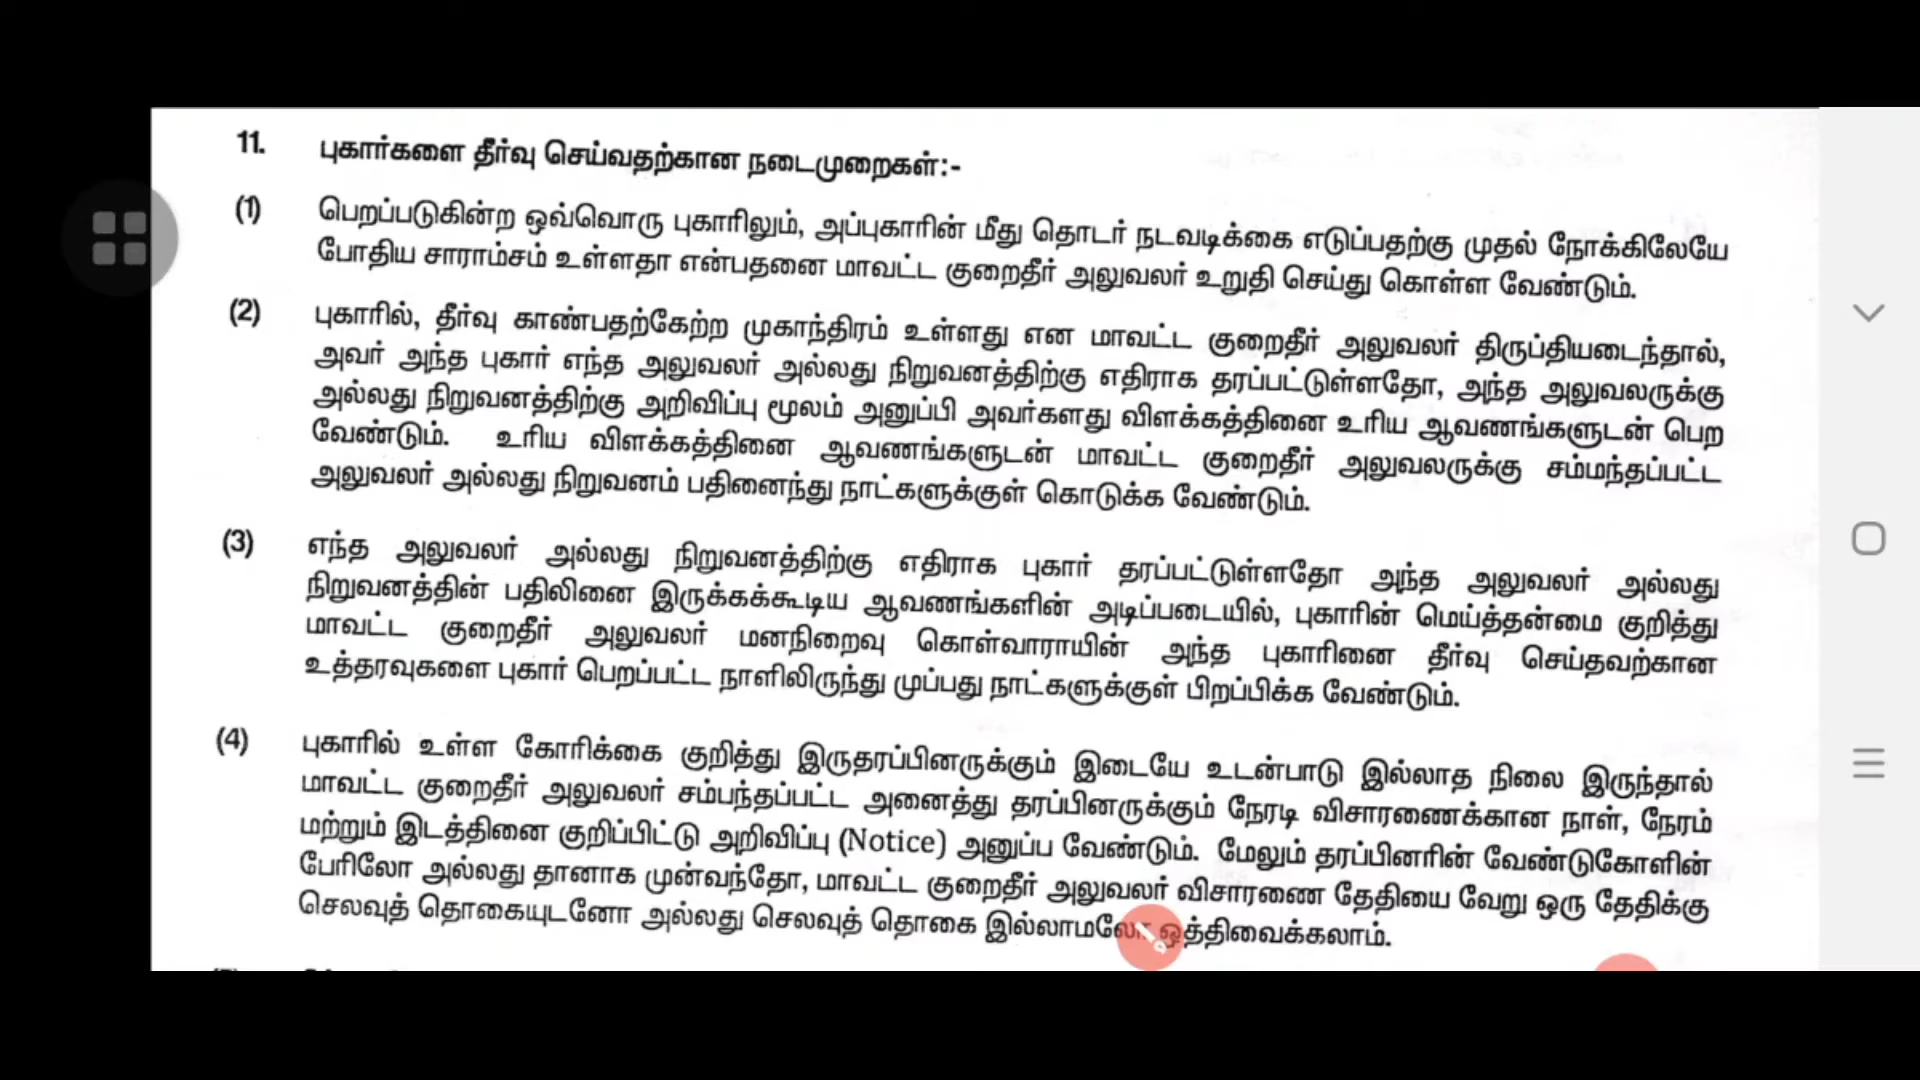 11. புகார்களை தீர்வு செய்வதற்கான நடைமுறைகள்:-
(1) பெறப்படுகின்ற ஒவ்வொரு புகாரிலும், அப்புகாரின் மீது தொடர் நடவடிக்கை எடுப்பதற்கு முதல் நோக்கிலேயே
போதிய சாராம்சம் உள்ளதா என்பதனை மாவட்ட குறைதீர் அலுவலர் உறுதி செய்து கொள்ள வேண்டும்.
(2) புகாரில், தீர்வு காண்பதற்கேற்ற முகாந்திரம் உள்ளது என மாவட்ட குறைதீர் அலுவலர் திருப்தியடைந்தால்,
அவர் அந்த புகார் எந்த அலுவலர் அல்லது நிறுவனத்திற்கு எதிராக தரப்பட்டுள்ளதோ, அந்த அலுவலருக்கு
அல்லது நிறுவனத்திற்கு அறிவிப்பு மூலம் அனுப்பி அவர்களது விளக்கத்தினை உரிய ஆவணங்களுடன் பெற
வேண்டும். உரிய விளக்கத்தினை ஆவணங்களுடன் மாவட்ட குறைதீர் அலுவலருக்கு சம்மந்தப்பட்ட
அலுவலர் அல்லது நிறுவனம் பதினைந்து நாட்களுக்குள் கொடுக்க வேண்டும்.
(3) எந்த அலுவலர் அல்லது நிறுவனத்திற்கு எதிராக புகார் தரப்பட்டுள்ளதோ அந்த அலுவலர் அல்லது
நிறுவனத்தின் பதிலினை இருக்கக்கூடிய ஆவணங்களின் அடிப்படையில், புகாரின் மெய்த்தன்மை குறித்து
மாவட்ட குறைதீர் அலுவலர் மனநிறைவு கொள்வாராயின் அந்த புகாரினை தீர்வு செய்தவற்கான
உத்தரவுகளை புகார் பெறப்பட்ட நாளிலிருந்து முப்பது நாட்களுக்குள் பிறப்பிக்க வேண்டும்.
(4) புகாரில் உள்ள கோரிக்கை குறித்து இருதரப்பினருக்கும் இடையே உடன்பாடு இல்லாத நிலை இருந்தால்
மாவட்ட குறைதீர் அலுவலர் சம்பந்தப்பட்ட அனைத்து தரப்பினருக்கும் நேரடி விசாரணைக்கான நாள், நேரம்
மற்றும் இடத்தினை குறிப்பிட்டு அறிவிப்பு (Notice) அனுப்ப வேண்டும். மேலும் தரப்பினரின் வேண்டுகோளின்
பேரிலோ அல்லது தானாக முன்வந்தோ, மாவட்ட குறைதீர் அலுவலர் விசாரணை தேதியை வேறு ஒரு தேதிக்கு
செலவுத் தொகையுடனோ அல்லது செலவுத் தொகை இல்லாமலோ ஒத்திவைக்கலாம்.